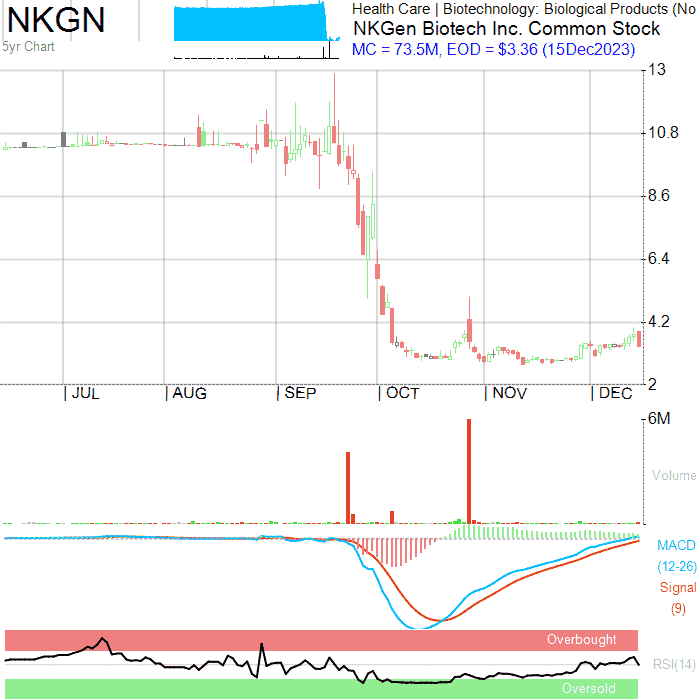 NKGN
5yr Chart
Health Care | Biotechnology: Biological Products (No
NKGen Biotech Inc. Common Stock
MC = 73.5M, EOD = $3.36 (15Dec2023)
13
10.8
8.6
6.4
4.2
2
JUL AUG SEP OCT NOV DEC
6M
Volume
MACD
(12-26)
Signal
(9)
Overbought
RSI(14)
Oversold